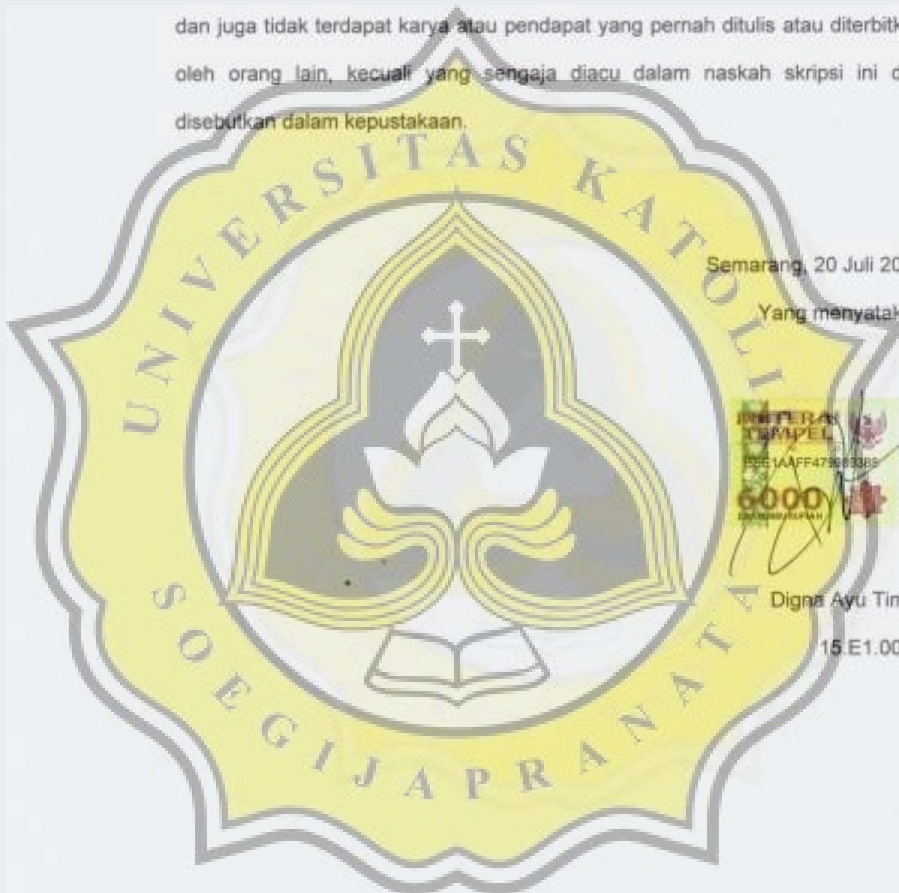 dan juga tidak terdapat karya atau pendapat yang pernah ditulis atau diterbitk
oleh orang lain, kecuali yang sengaja diacu dalam naskah skripsi ini d
disebutkan dalam kepustakaan.
UNIVERSITAS KATOLI
SOEGIJAPRANATA
Semarang, 20 Juli 20
Yang menyatak
METERAI
TEMPEL
6000
Digna Ayu Tin
15.E1.00